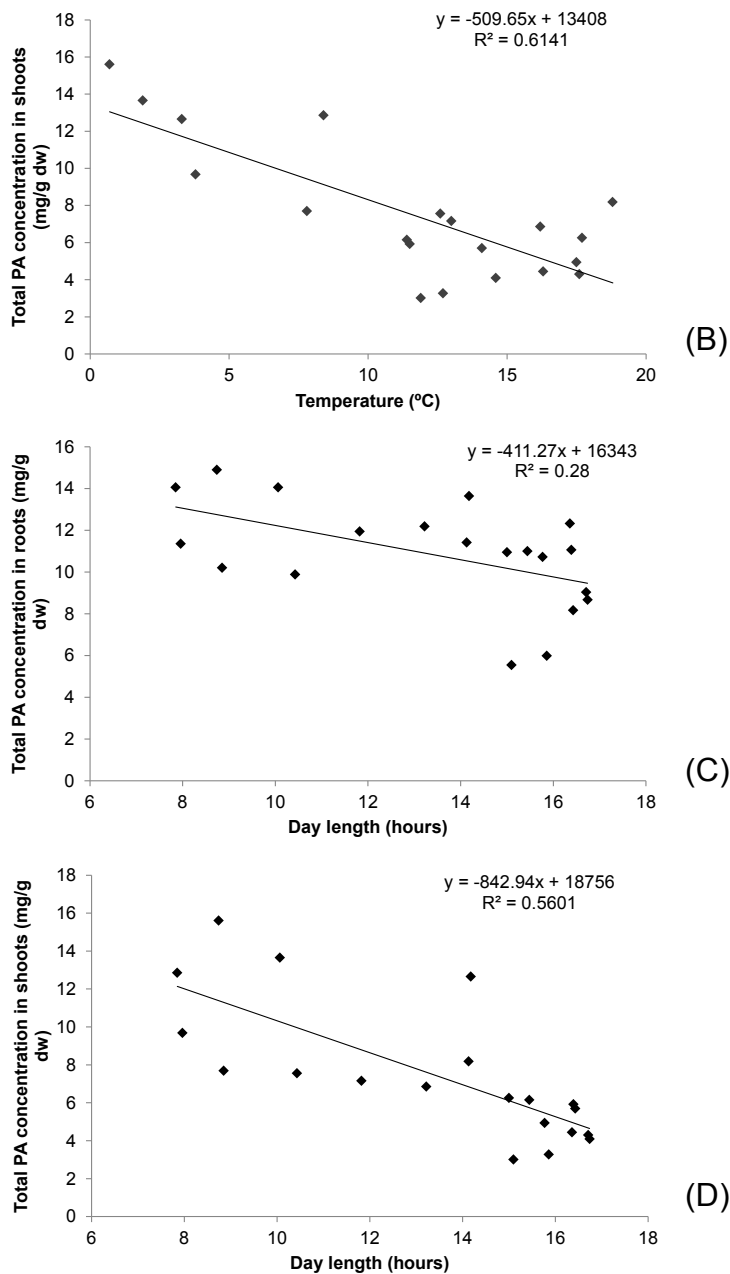 y = -509.65x + 13408
R² = 0.6141
Total PA concentration in shoots
(mg/g dw)
18
16
14
12
10
8
6
4
2
0
0 5 10 15 20
Temperature (ºC)
(B)
y = -411.27x + 16343
R² = 0.28
Total PA concentration in roots (mg/g
dw)
16
14
12
10
8
6
4
2
0
6 8 10 12 14 16 18
Day length (hours)
(C)
y = -842.94x + 18756
R² = 0.5601
Total PA concentration in shoots (mg/g
dw)
18
16
14
12
10
8
6
4
2
0
6 8 10 12 14 16 18
Day length (hours)
(D)